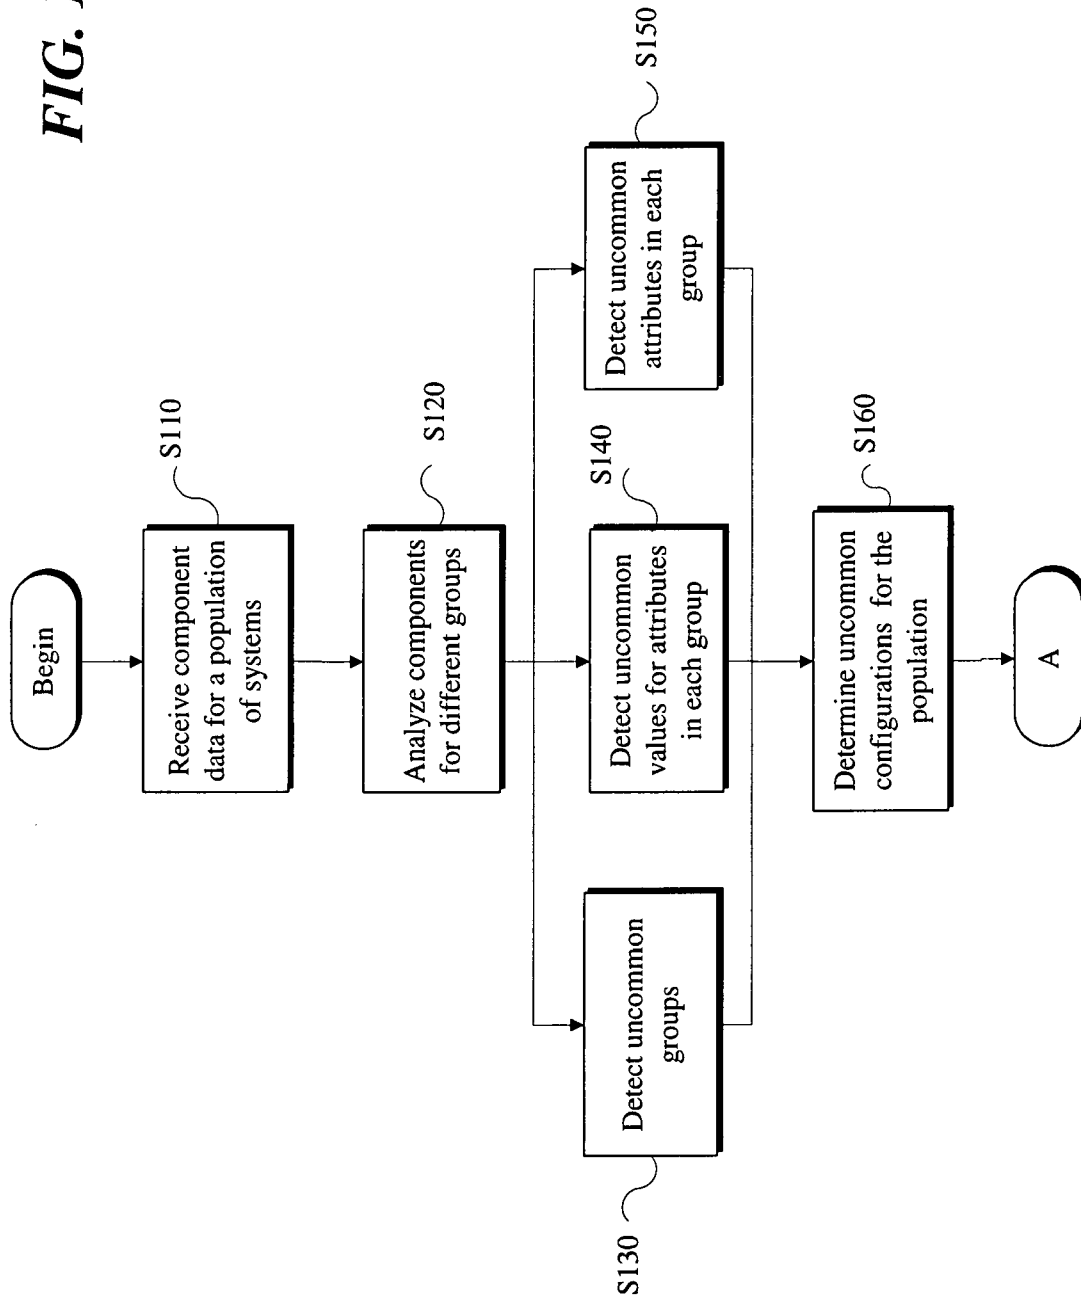 FIG.
Begin
Receive component
data for a population
of systems
S110
Analyze components
for different groups
S120
Detect uncommon
groups
S130
Detect uncommon
values for attributes
in each group
S140
Detect uncommon
attributes in each
group
S150
Determine uncommon
configurations for the
population
S160
A